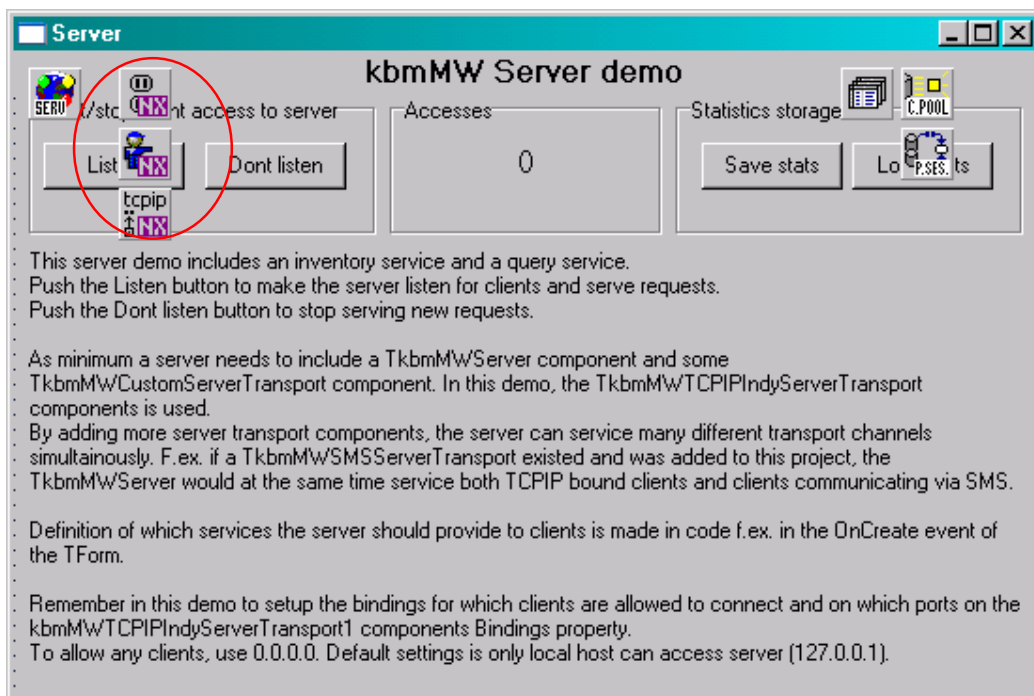 Server
kbmMW Server demo
SERV
NX
C.POOL
t access to server
Accesses
Statistics storage
List
NX
Dont listen
0
Save stats
P.SES.
tcpip
NX
This server demo includes an inventory service and a query service.
Push the Listen button to make the server listen for clients and serve requests.
Push the Dont listen button to stop serving new requests.
As minimum a server needs to include a TkbmMWServer component and some
TkbmMWCustomServerTransport component. In this demo, the TkbmMWTCPIPIndyServerTransport
components is used.
By adding more server transport components, the server can service many different transport channels
simultainously. F.ex. if a TkbmMWSMSServerTransport existed and was added to this project, the
TkbmMWServer would at the same time service both TCPIP bound clients and clients communicating via SMS.
Definition of which services the server should provide to clients is made in code f.ex. in the OnCreate event of
the TForm.
Remember in this demo to setup the bindings for which clients are allowed to connect and on which ports on the
kbmMWTCPIPIndyServerTransport1 components Bindings property.
To allow any clients, use 0.0.0.0. Default settings is only local host can access server (127.0.0.1).